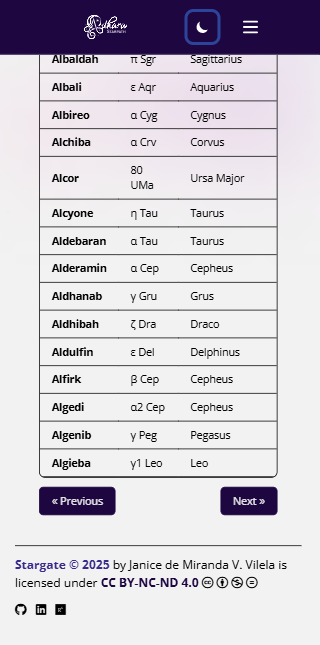 Albaldah π Sgr Sagittarius
Albali ε Aqr Aquarius
Albireo α Cyg Cygnus
Alchiba α Crv Corvus
Alcor 80 UMa Ursa Major
Alcyone η Tau Taurus
Aldebaran α Tau Taurus
Alderamin α Cep Cepheus
Aldhanab γ Gru Grus
Aldhibah ζ Dra Draco
Aldulfin ε Del Delphinus
Alfirk β Cep Cepheus
Algedi α2 Cep Cepheus
Algenib γ Peg Pegasus
Algieba γ1 Leo Leo
« Previous Next »
Stargate © 2025 by Janice de Miranda V. Vilela is
licensed under CC BY-NC-ND 4.0